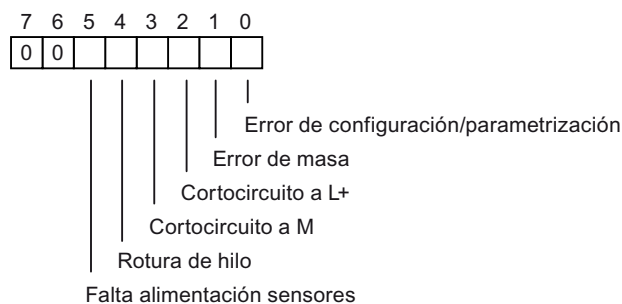 7 6 5 4 3 2 1 0
0 0
Error de configuración/parametrización
Error de masa
Cortocircuito a L+
Cortocircuito a M
Rotura de hilo
Falta alimentación sensores